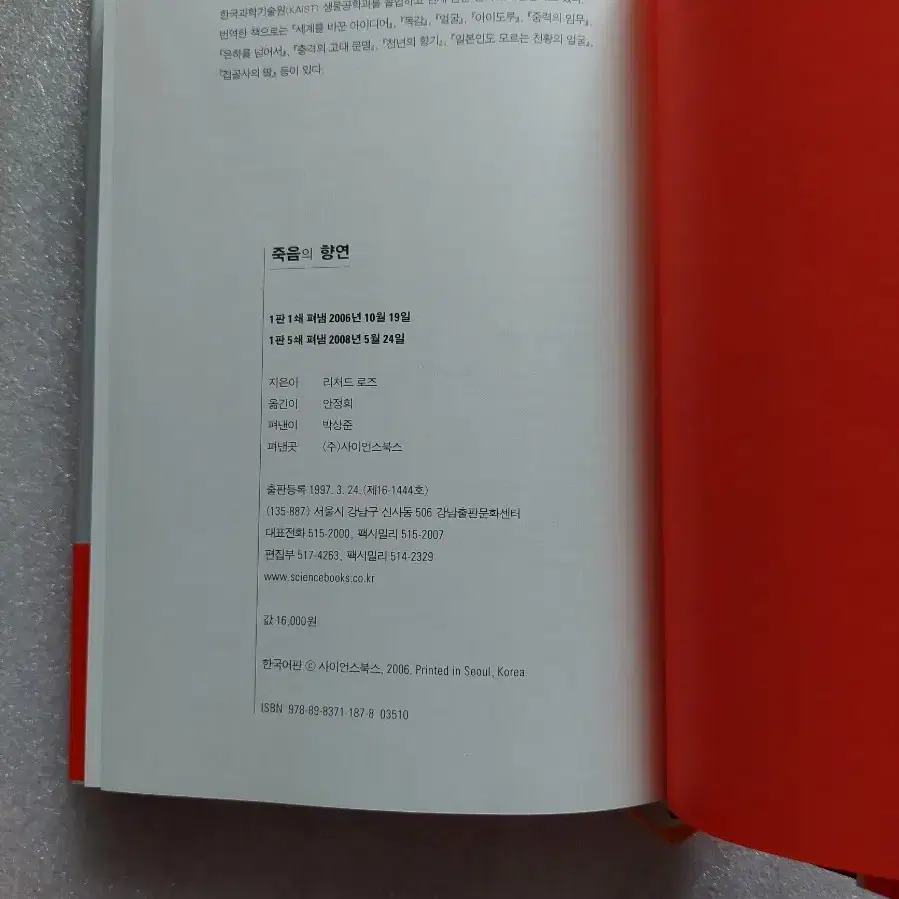 한국과학기술원(KAIST) 생물공학과를 졸업하고
번역한 책으로는 『세계를 바꾼 아이디어』, 『독감』, 『얼굴』, 『아이도루』, 『중력의 임무』,
『은하를 넘어서』, 『충격의 고대 문명』, 『천년의 향기』, 『일본인도 모르는 천황의 얼굴』,
『접골사의 딸』 등이 있다.
죽음의 향연
1판 1쇄 펴냄 2006년 10월 19일
1판 5쇄 펴냄 2008년 5월 24일
지은이 리처드 로즈
옮긴이 안정희
펴낸이 박상준
펴낸곳 (주)사이언스북스
출판등록 1997. 3. 24.(제16-1444호)
(135-887) 서울시 강남구 신사동 506 강남출판문화센터
대표전화 515-2000, 팩시밀리 515-2007
편집부 517-4263, 팩시밀리 514-2329
www.sciencebooks.co.kr
값 16,000원
한국어판 ⓒ 사이언스북스, 2006. Printed in Seoul, Korea.
ISBN 978-89-8371-187-8 03510